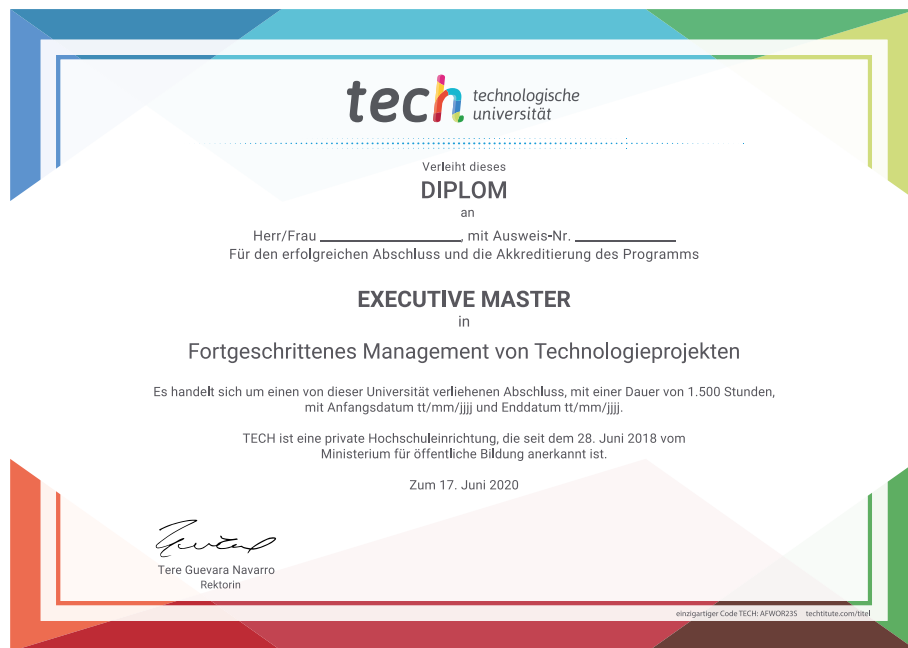 tech technologische
universität
Verleiht dieses
DIPLOM
an
Herr/Frau ____________________, mit Ausweis-Nr. ______________
Für den erfolgreichen Abschluss und die Akkreditierung des Programms
EXECUTIVE MASTER
in
Fortgeschrittenes Management von Technologieprojekten
Es handelt sich um einen von dieser Universität verliehenen Abschluss, mit einer Dauer von 1.500 Stunden,
mit Anfangsdatum tt/mm/jjjj und Enddatum tt/mm/jjjj.
TECH ist eine private Hochschuleinrichtung, die seit dem 28. Juni 2018 vom
Ministerium für öffentliche Bildung anerkannt ist.
Zum 17. Juni 2020
Tere Guevara Navarro
Rektorin
einzigartiger Code TECH: AFWOR23S techtitute.com/titel